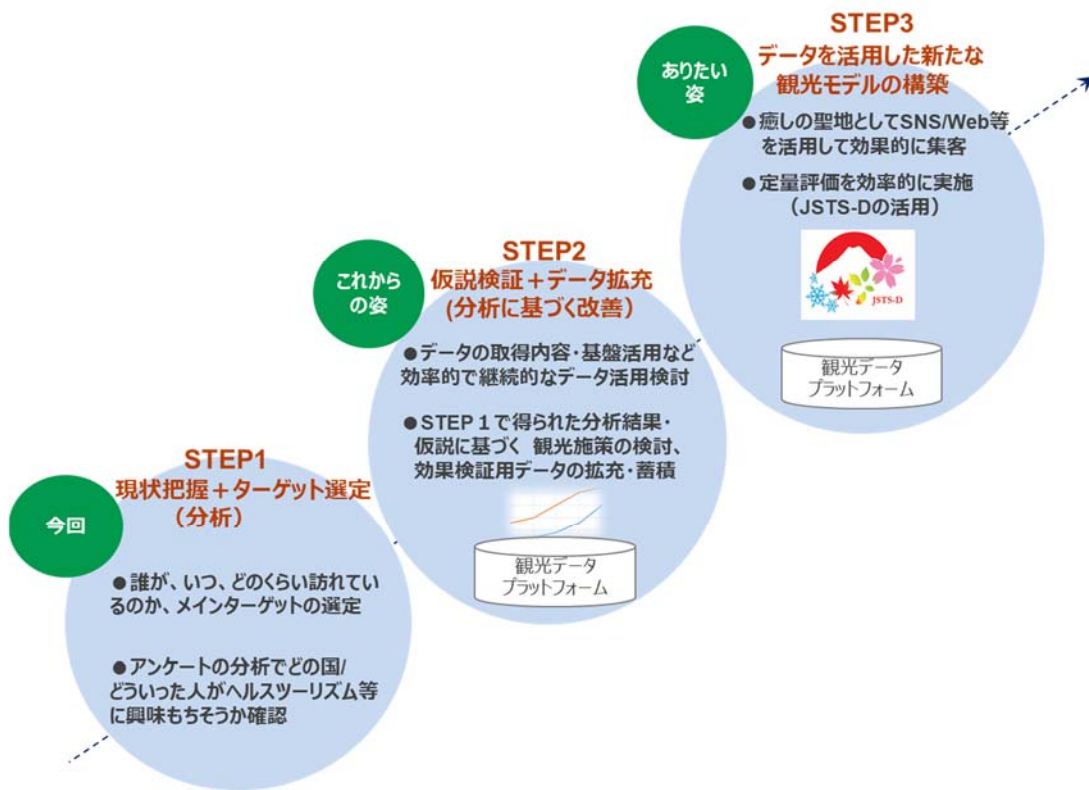 STEP1
現状把握＋ターゲット選定
（分析）
今回
●誰が、いつ、どのくらい訪れてい
るのか、メインターゲットの選定
●アンケートの分析でどの国/
どういった人がヘルスツーリズム等
に興味もちそうか確認
STEP2
仮説検証＋データ拡充
(分析に基づく改善）
これから
の姿
●データの取得内容・基盤活用など
効率的で継続的なデータ活用検討
●STEP１で得られた分析結果・
仮説に基づく 観光施策の検討、
効果検証用データの拡充・蓄積
観光データ
プラットフォーム
STEP3
データを活用した新たな
観光モデルの構築
ありたい
姿
●癒しの聖地としてSNS/Web等
を活用して効果的に集客
●定量評価を効率的に実施
（JSTS-Dの活用）
JSTS-D
観光データ
プラットフォーム